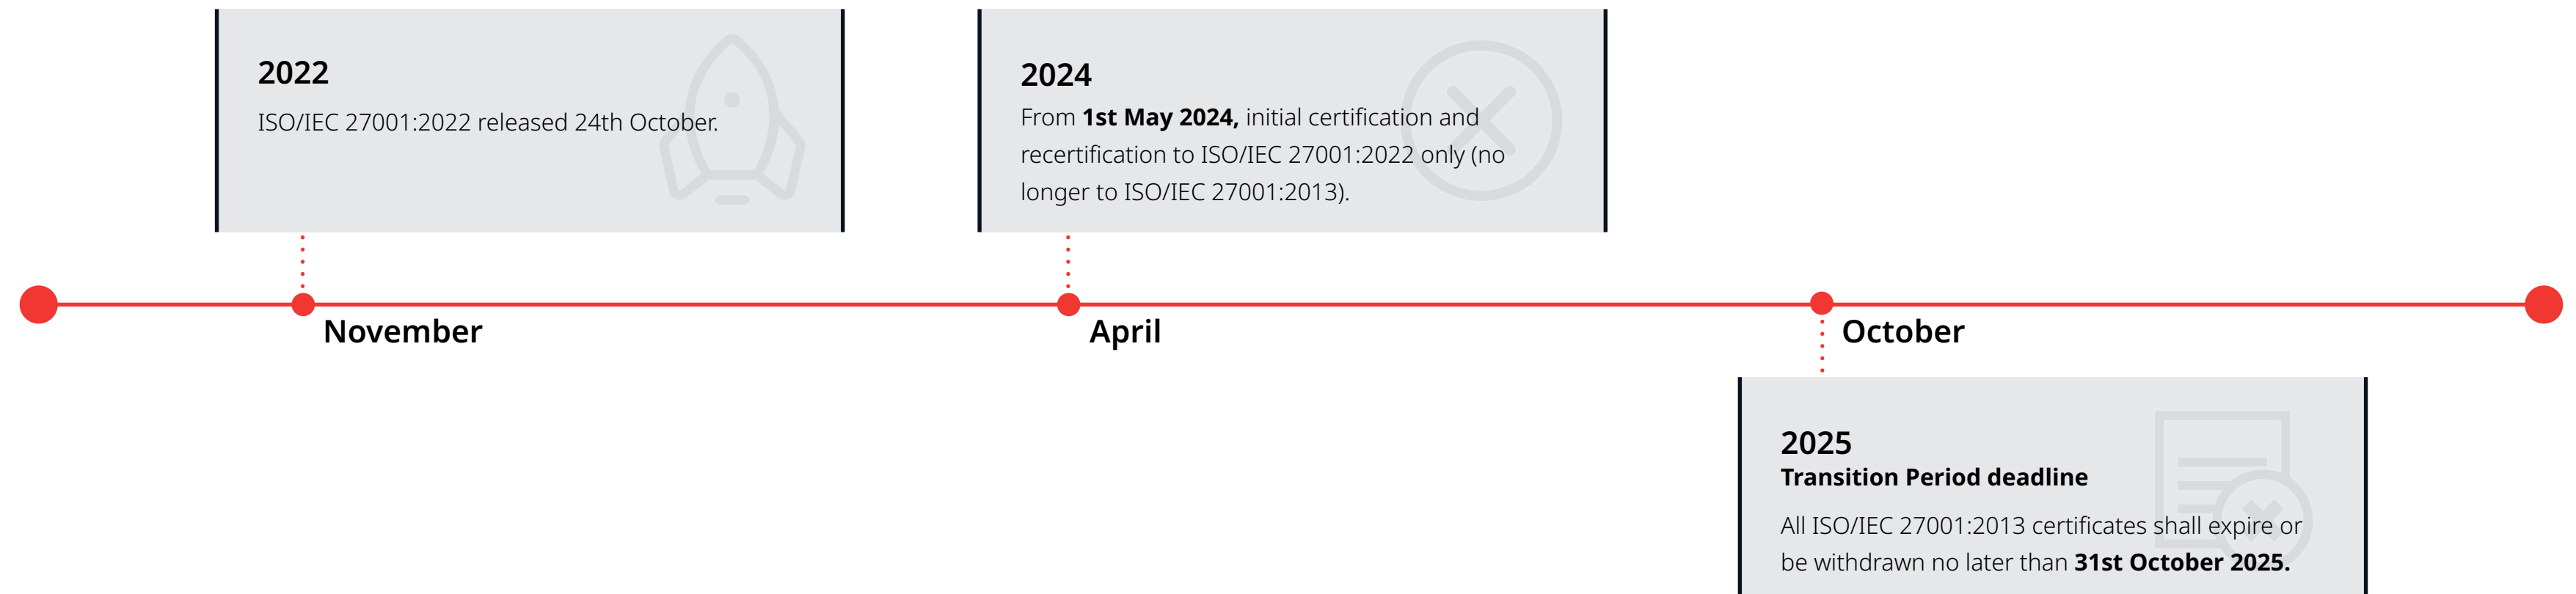 2022
ISO/IEC 27001:2022 released 24th October.
2024
From 1st May 2024, initial certification and
recertification to ISO/IEC 27001:2022 only (no
longer to ISO/IEC 27001:2013).
November
April
October
2025
Transition Period deadline
All ISO/IEC 27001:2013 certificates shall expire or
be withdrawn no later than 31st October 2025.